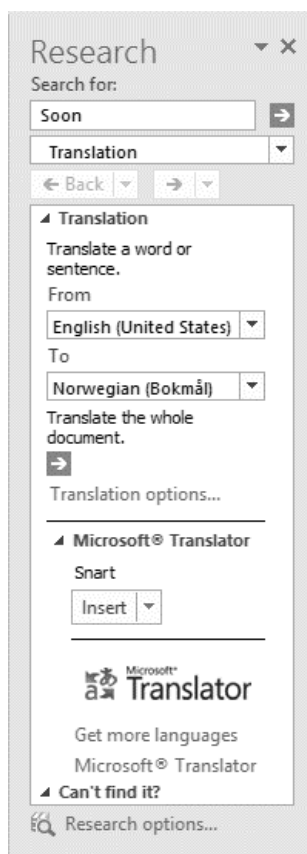 Research
Search for:
Soon
Translation
Back
Translation
Translate a word or
sentence.
From
English (United States)
To
Norwegian (Bokmål)
Translate the whole
document.
Translation options...
Microsoft® Translator
Snart
Insert
Microsoft®
Translator
Get more languages
Microsoft® Translator
Can't find it?
Research options...